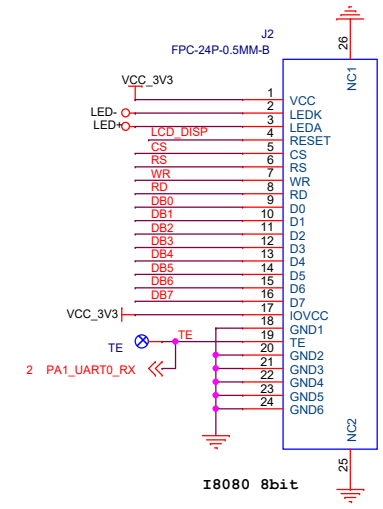 J2
FPC-24P-0.5MM-B
26
NC1
VCC_3V3
1 VCC
LED- 2 LEDK
LED+ 3 LEDA
LCD_DISP 4 RESET
CS 5 CS
RS 6 RS
WR 7 WR
RD 8 RD
DB0 9 D0
DB1 10 D1
DB2 11 D2
DB3 12 D3
DB4 13 D4
DB5 14 D5
DB6 15 D6
DB7 16 D7
VCC_3V3 17 IOVCC
18 GND1
TE TE 19 TE
20 GND2
2 PA1_UART0_RX 21 GND3
22 GND4
23 GND5
24 GND6
NC2
25
I8080 8bit